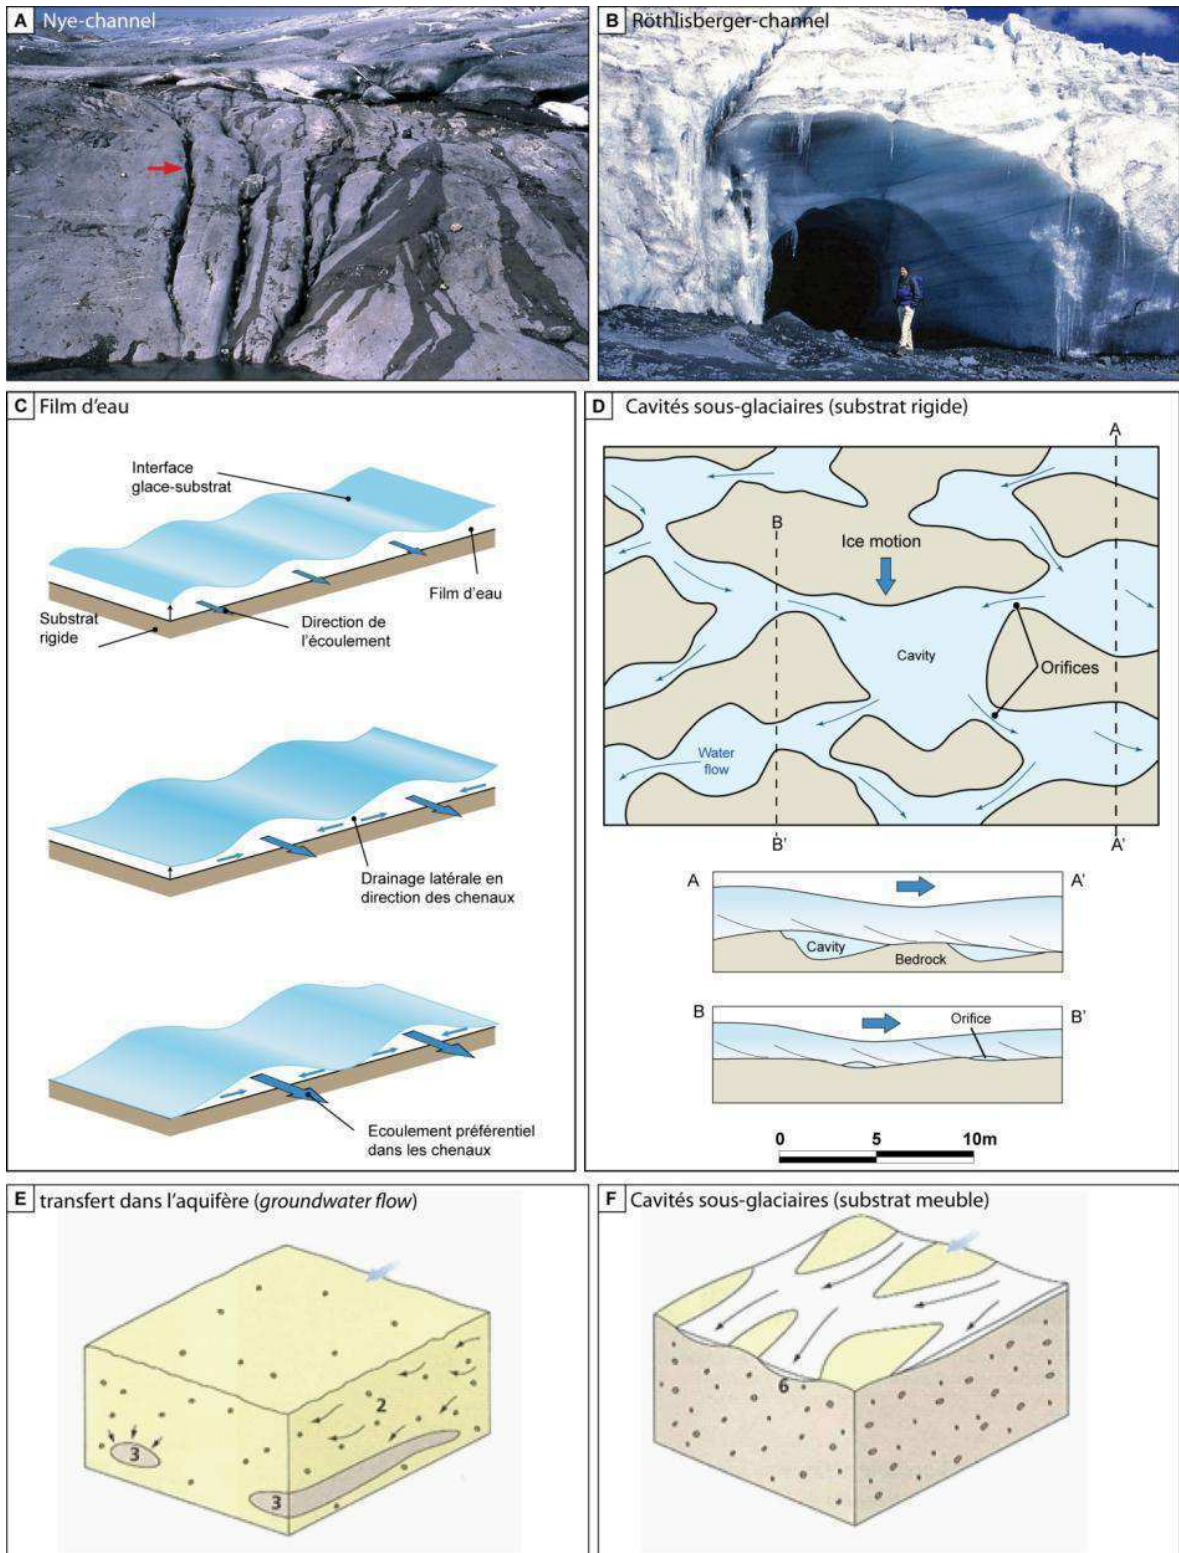 A Nye-channel
B Röthlisberger-channel
C Film d'eau
Interface
glace-substrat
Film d'eau
Substrat
rigide
Direction de
l'écoulement
Drainage latérale en
direction des chenaux
Ecoulement préférentiel
dans les chenaux
D Cavités sous-glaciaires (substrat rigide)
A
B
Ice motion
Cavity
Orifices
Water
flow
B'
A'
A
A'
Cavity
Bedrock
B
Orifice
B'
0 5 10m
E transfert dans l'aquifère (groundwater flow)
2
3
3
F Cavités sous-glaciaires (substrat meuble)
6